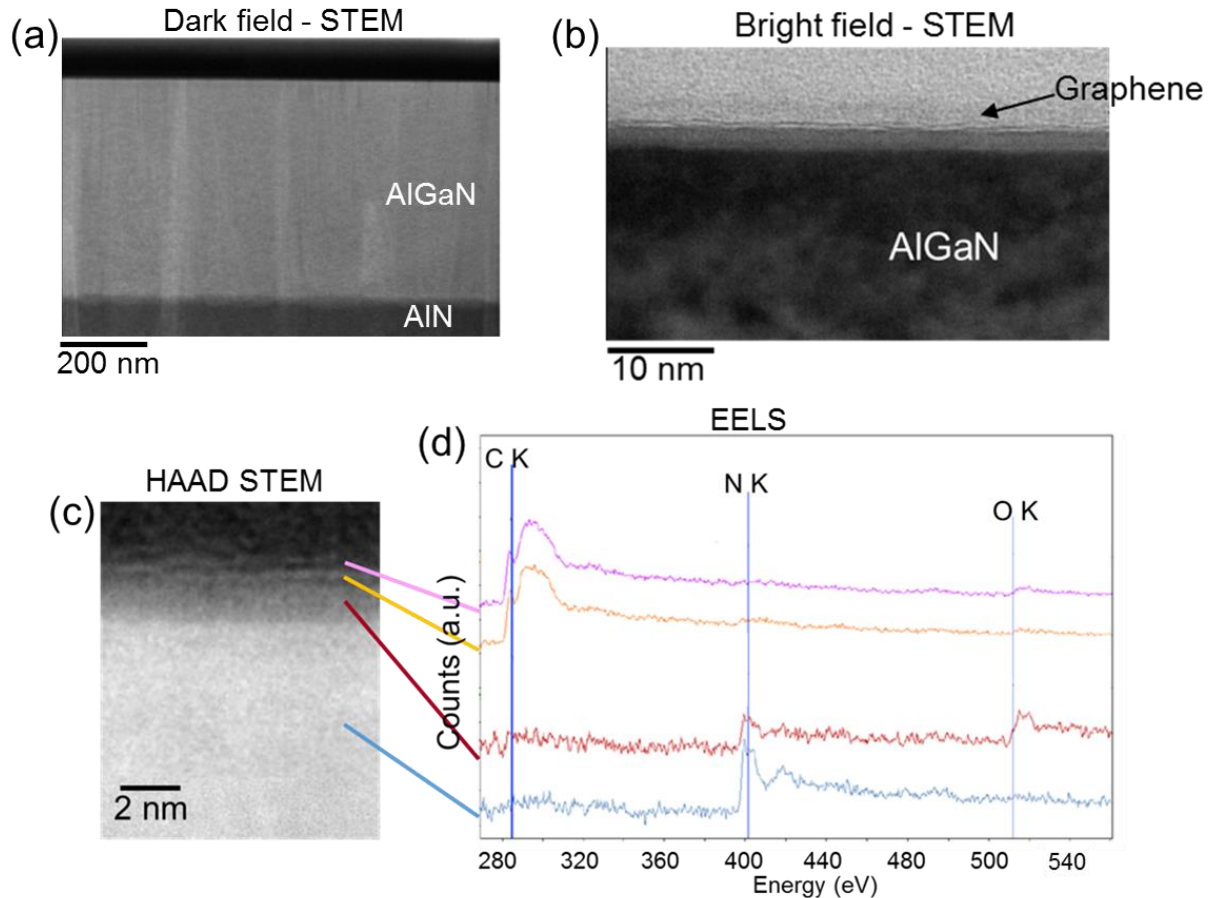 (a)
Dark field - STEM
AlGaN
AlN
200 nm
(b)
Bright field - STEM
Graphene
AlGaN
10 nm
(c)
HAAD STEM
2 nm
(d)
EELS
C K
N K
O K
Counts (a.u.)
280 320 360 400 440 480 500 540
Energy (eV)